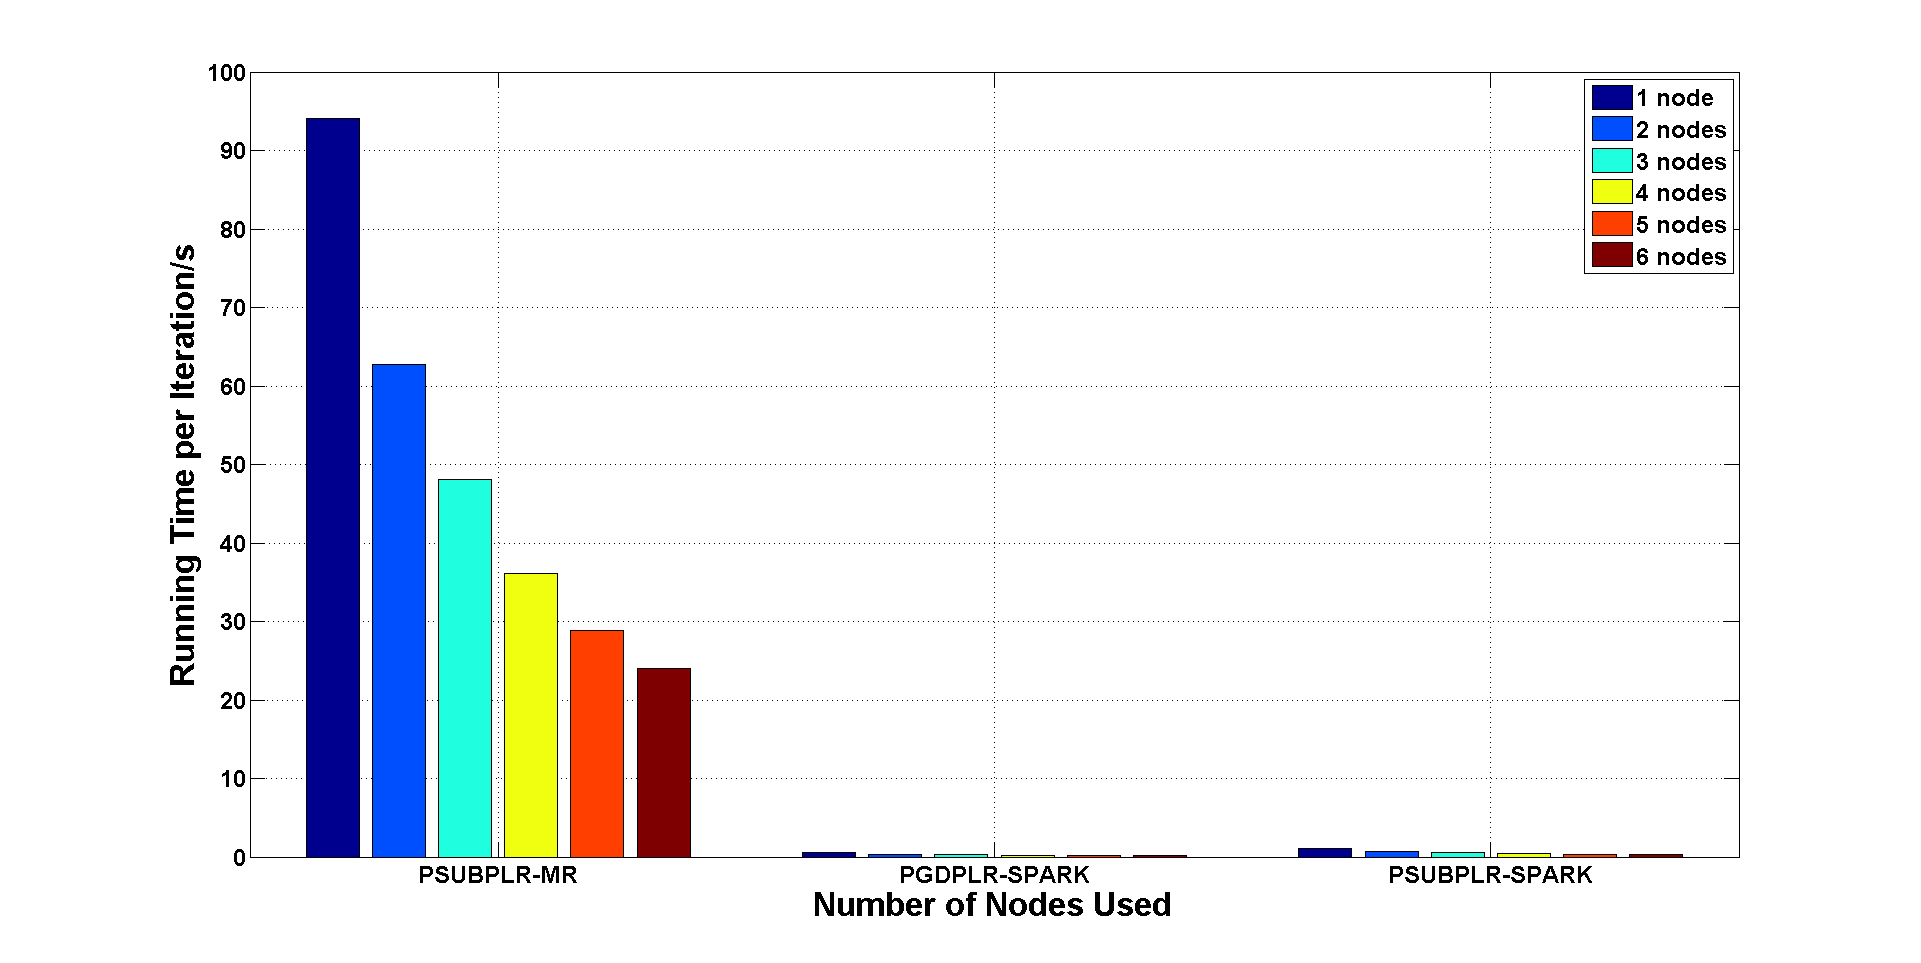 Running Time per Iteration/s
100
90
80
70
60
50
40
30
20
10
0
1 node
2 nodes
3 nodes
4 nodes
5 nodes
6 nodes
PSUBPLR-MR
PGDPLR-SPARK
PSUBPLR-SPARK
Number of Nodes Used